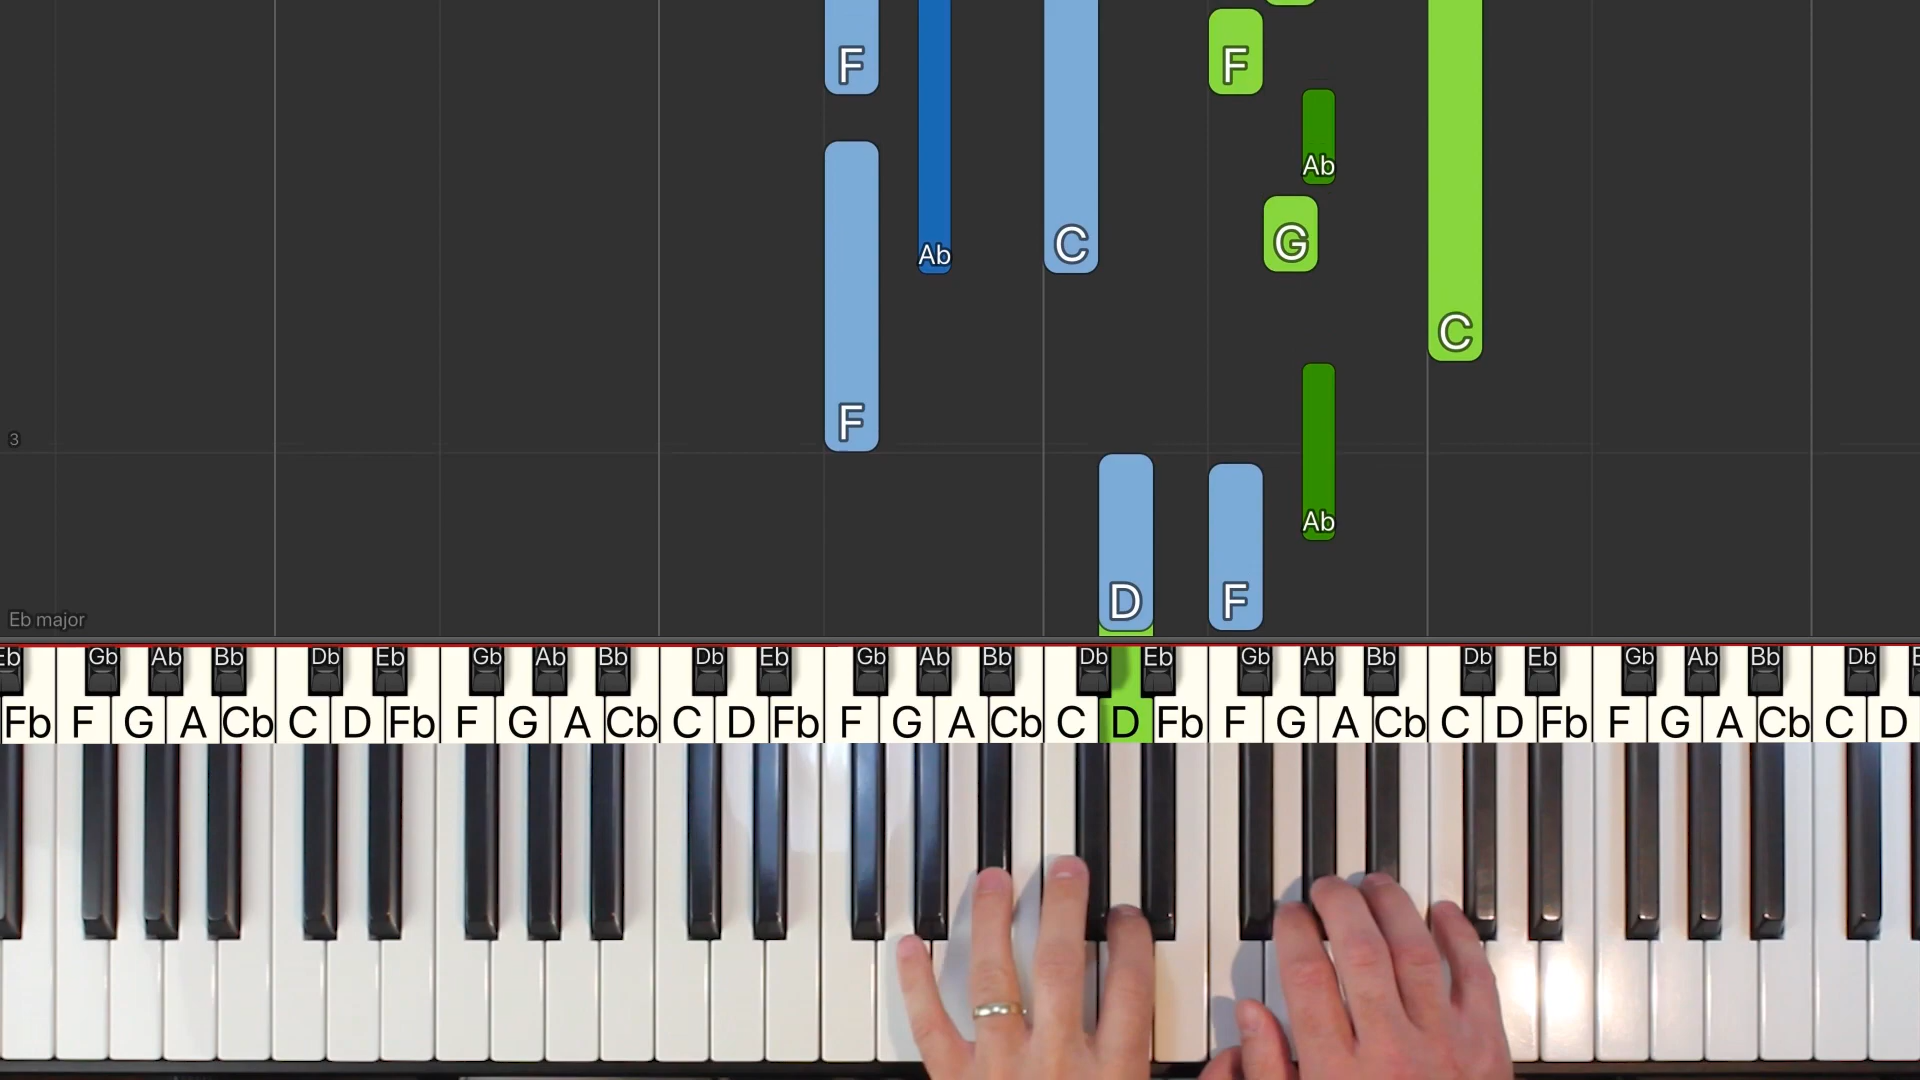 F F
Ab
G
Ab C
C
F
3
Ab
D F
Eb major
Eb Gb Ab Bb Db Eb Gb Ab Bb Db Eb Gb Ab Bb Db Eb Gb Ab Bb Db Eb Gb Ab Bb Db
Fb F G A Cb C D Fb F G A Cb C D Fb F G A Cb C D Fb F G A Cb C D Fb F G A Cb C D